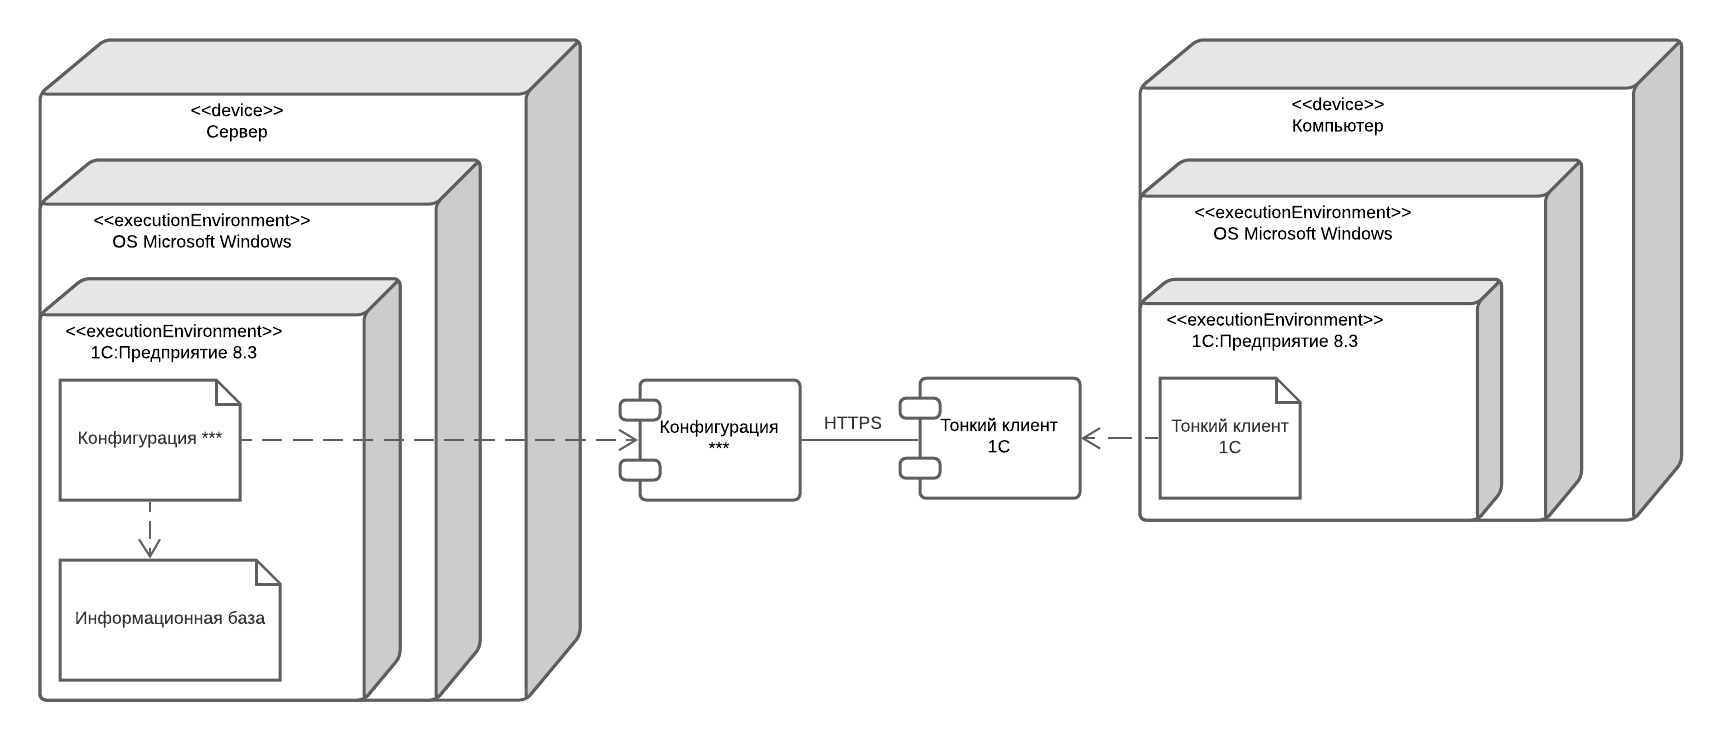 <<device>>
Сервер
<<executionEnvironment>>
OS Microsoft Windows
<<executionEnvironment>>
1С:Предприятие 8.3
Конфигурация ***
Информационная база
Конфигурация
***
HTTPS
Тонкий клиент
1С
<<device>>
Компьютер
<<executionEnvironment>>
OS Microsoft Windows
<<executionEnvironment>>
1С:Предприятие 8.3
Тонкий клиент
1С